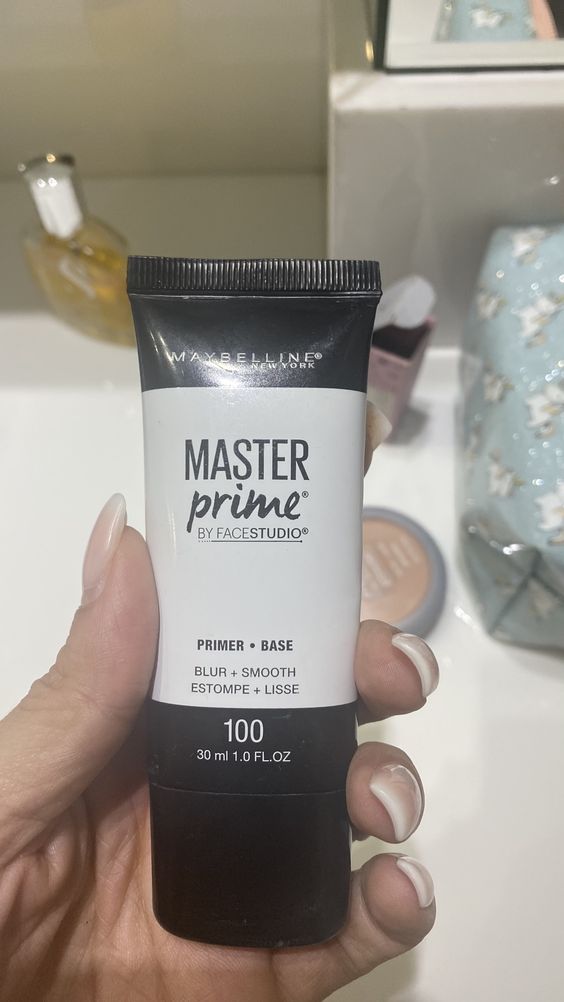 MAYBELLINE®
NEW YORK
MASTER
prime®
BY FACESTUDIO®
PRIMER • BASE
BLUR + SMOOTH
ESTOMPE + LISSE
100
30 ml 1.0 FL.OZ